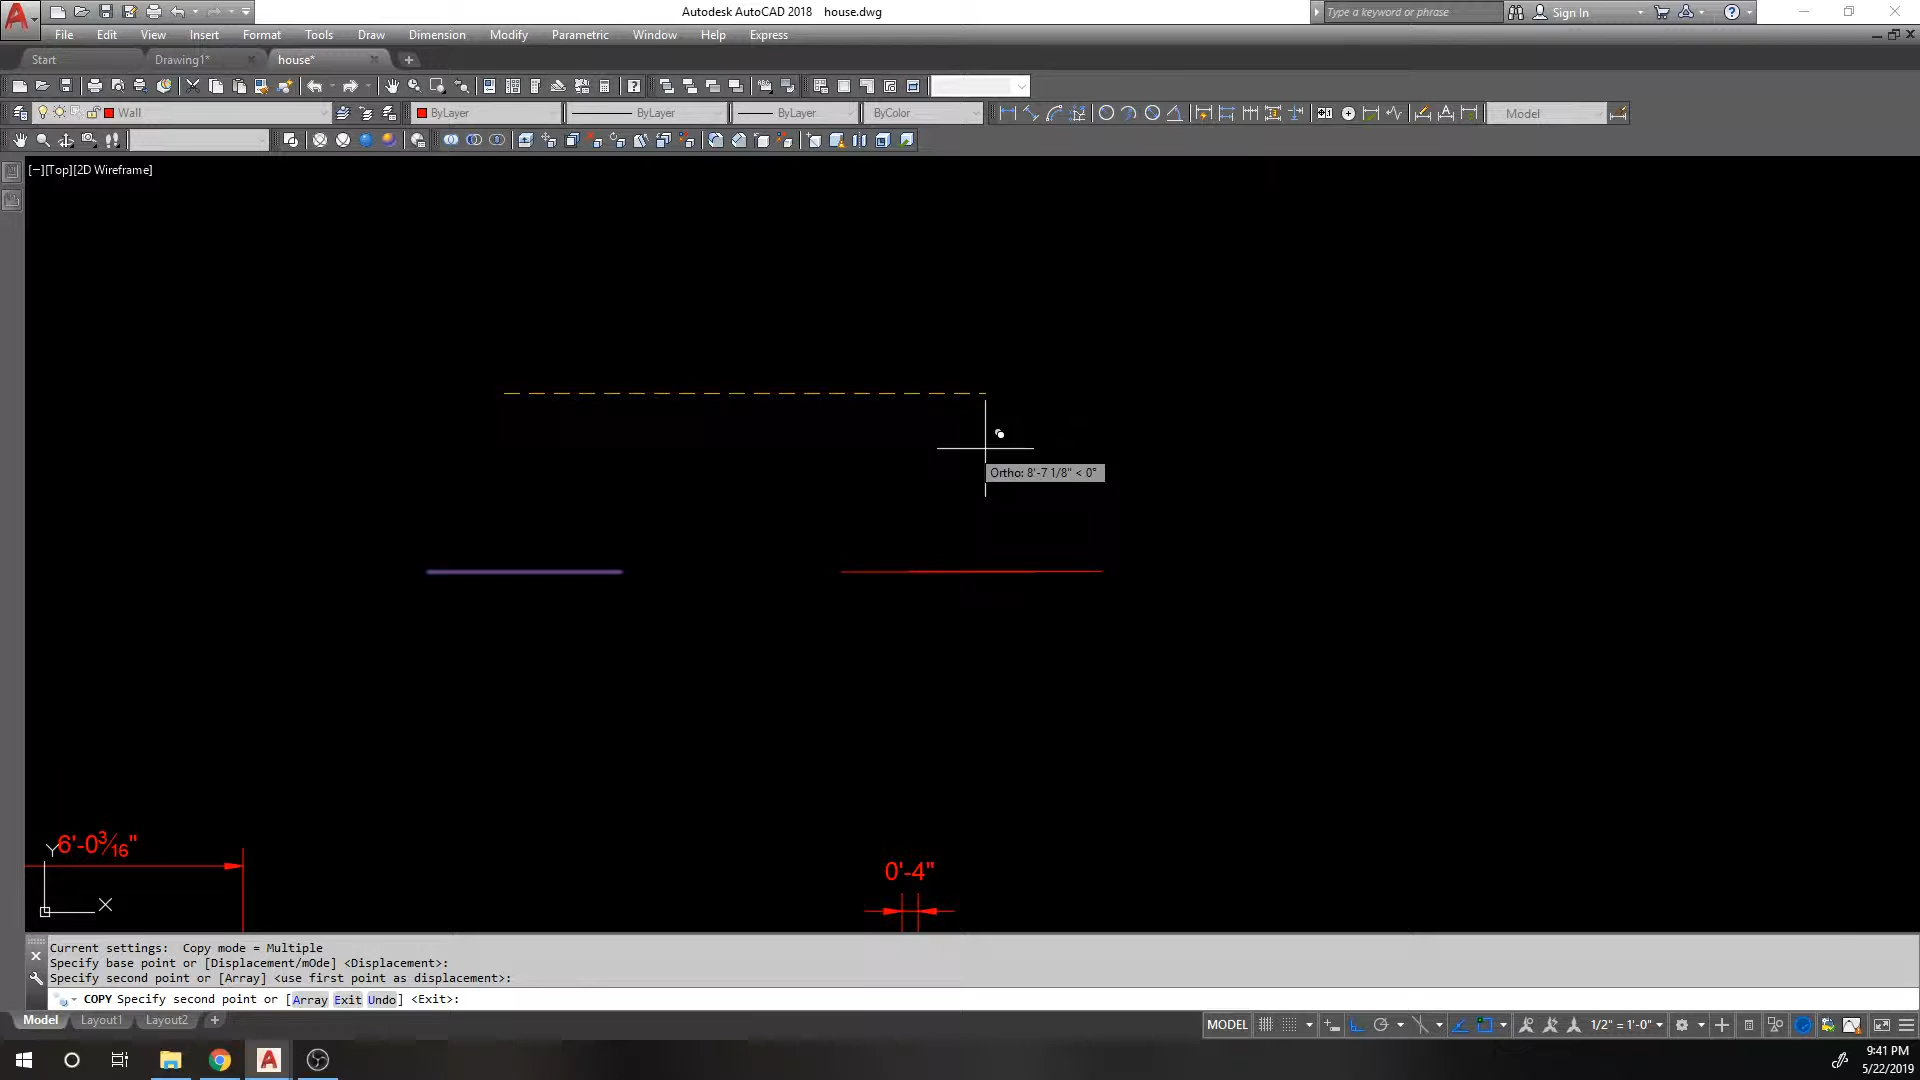 Autodesk AutoCAD 2018 house.dwg
Type a keyword or phrase
Sign In
File Edit View Insert Format Tools Draw Dimension Modify Parametric Window Help Express
Start Drawing1* house*
Wall ByLayer ByLayer ByLayer ByColor Model
[−][Top][2D Wireframe]
Ortho: 8'-7 1/8" < 0°
6'-0 3/16"
0'-4"
Y
X
Current settings: Copy mode = Multiple
Specify base point or [Displacement/mOde] <Displacement>:
Specify second point or [Array] <use first point as displacement>:
COPY Specify second point or [Array Exit Undo] <Exit>:
Model Layout1 Layout2
MODEL 1/2" = 1'-0"
9:41 PM
5/22/2019